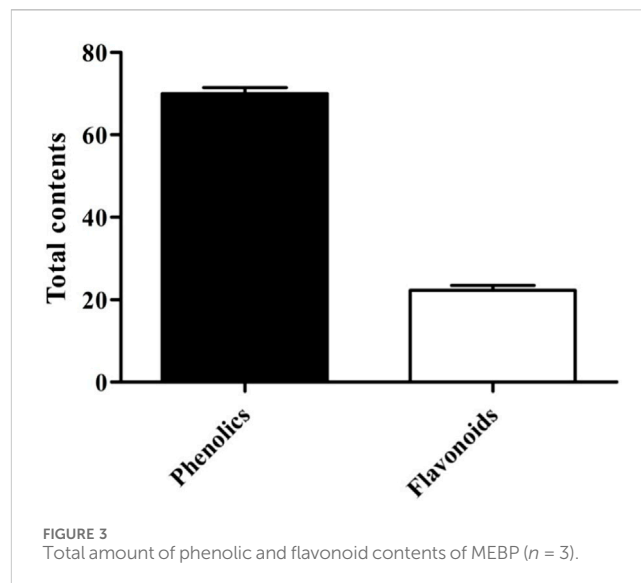 Total contents
80
60
40
20
0
Phenolics
Flavonoids
FIGURE 3
Total amount of phenolic and flavonoid contents of MEBP (n = 3).